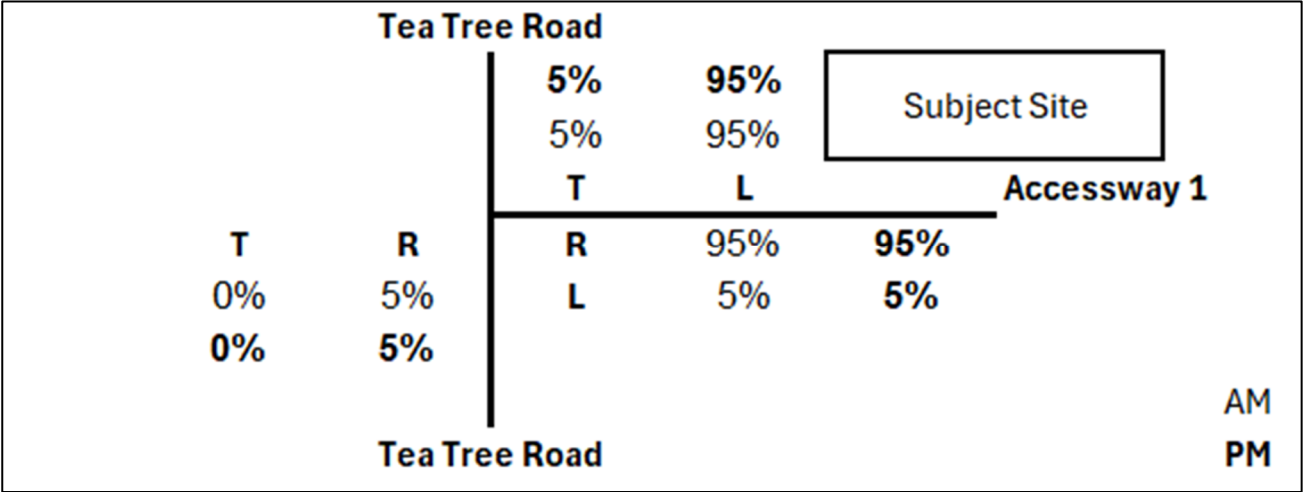 Tea Tree Road
5% 95%
Subject Site
5% 95%
T L Accessway 1
T R R 95% 95%
0% 5% L 5% 5%
0% 5%
AM
Tea Tree Road PM